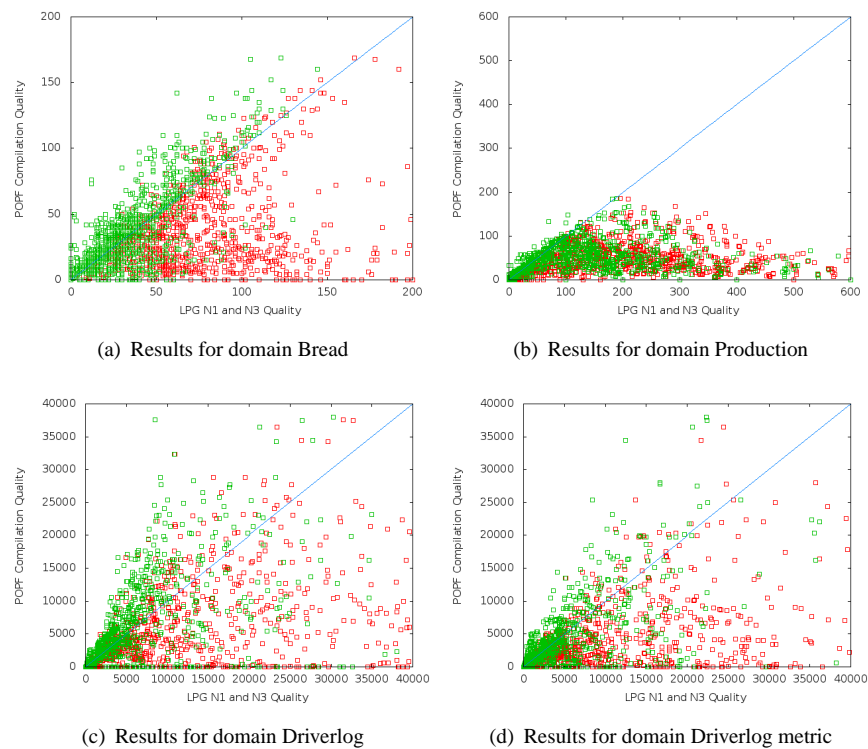 200
150
100
50
0
POPF Compilation Quality
0 50 100 150 200
LPG N1 and N3 Quality
(a) Results for domain Bread
600
500
400
300
200
100
0
POPF Compilation Quality
0 100 200 300 400 500 600
LPG N1 and N3 Quality
(b) Results for domain Production
40000
35000
30000
25000
20000
15000
10000
5000
0
POPF Compilation Quality
0 5000 10000 15000 20000 25000 30000 35000 40000
LPG N1 and N3 Quality
(c) Results for domain Driverlog
40000
35000
30000
25000
20000
15000
10000
5000
0
POPF Compilation Quality
0 5000 10000 15000 20000 25000 30000 35000 40000
LPG N1 and N3 Quality
(d) Results for domain Driverlog metric